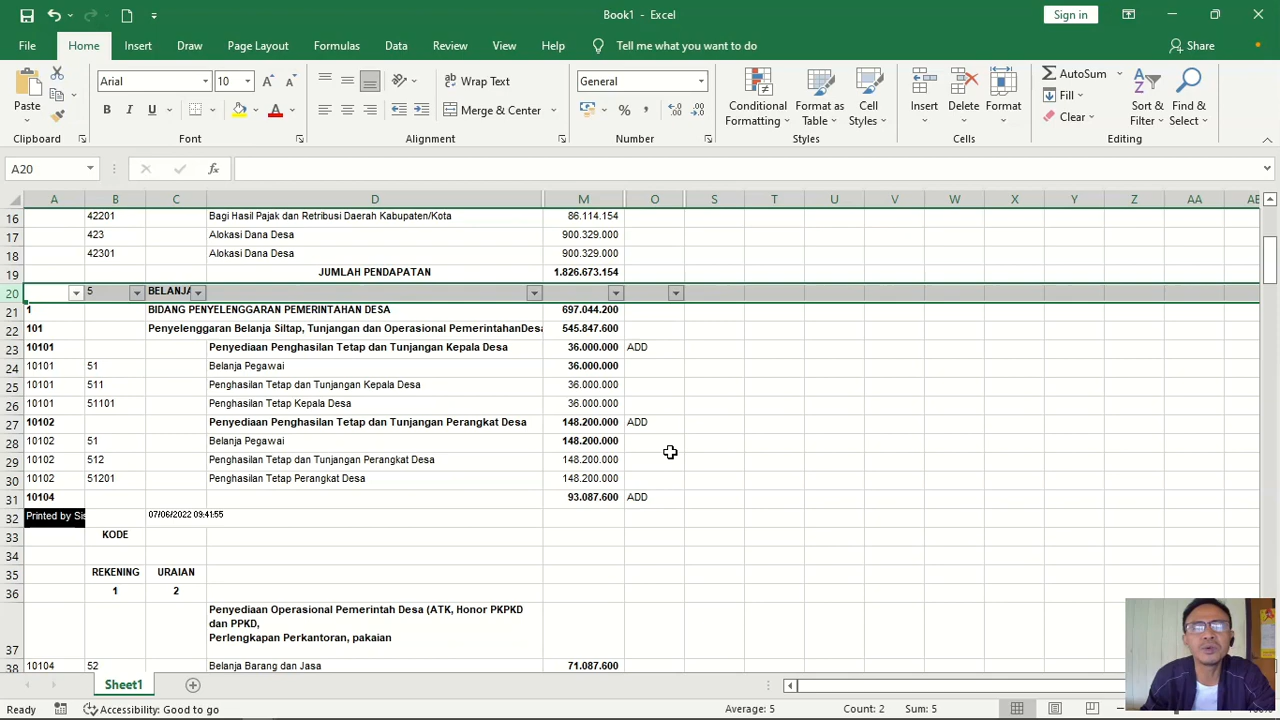 Book1 - Excel
Sign in
File Home Insert Draw Page Layout Formulas Data Review View Help Tell me what you want to do Share
Paste
Arial 10
B I U
Wrap Text
Merge & Center
General
Conditional Formatting
Format as Table
Cell Styles
Insert Delete Format
AutoSum
Fill
Clear
Sort & Filter
Find & Select
Clipboard Font Alignment Number Styles Cells Editing
A20
A B C D M O S T U V W X Y Z AA AE
16 42201 Bagi Hasil Pajak dan Retribusi Daerah Kabupaten/Kota 86.114.154
17 423 Alokasi Dana Desa 900.329.000
18 42301 Alokasi Dana Desa 900.329.000
19 JUMLAH PENDAPATAN 1.826.673.154
20 5 BELANJA
21 1 BIDANG PENYELENGGARAN PEMERINTAHAN DESA 697.044.200
22 101 Penyelenggaran Belanja Siltap, Tunjangan dan Operasional PemerintahanDesa 545.847.600
23 10101 Penyediaan Penghasilan Tetap dan Tunjangan Kepala Desa 36.000.000 ADD
24 10101 51 Belanja Pegawai 36.000.000
25 10101 511 Penghasilan Tetap dan Tunjangan Kepala Desa 36.000.000
26 10101 51101 Penghasilan Tetap Kepala Desa 36.000.000
27 10102 Penyediaan Penghasilan Tetap dan Tunjangan Perangkat Desa 148.200.000 ADD
28 10102 51 Belanja Pegawai 148.200.000
29 10102 512 Penghasilan Tetap dan Tunjangan Perangkat Desa 148.200.000
30 10102 51201 Penghasilan Tetap Perangkat Desa 148.200.000
31 10104 93.087.600 ADD
32 Printed by Sis 07/06/2022 09:41:55
33 KODE
34
35 REKENING URAIAN
36 1 2
Penyediaan Operasional Pemerintah Desa (ATK, Honor PKPKD
dan PPKD,
37 Perlengkapan Perkantoran, pakaian
38 10104 52 Belanja Barang dan Jasa 71.087.600
Sheet1
Ready Accessibility: Good to go Average: 5 Count: 2 Sum: 5